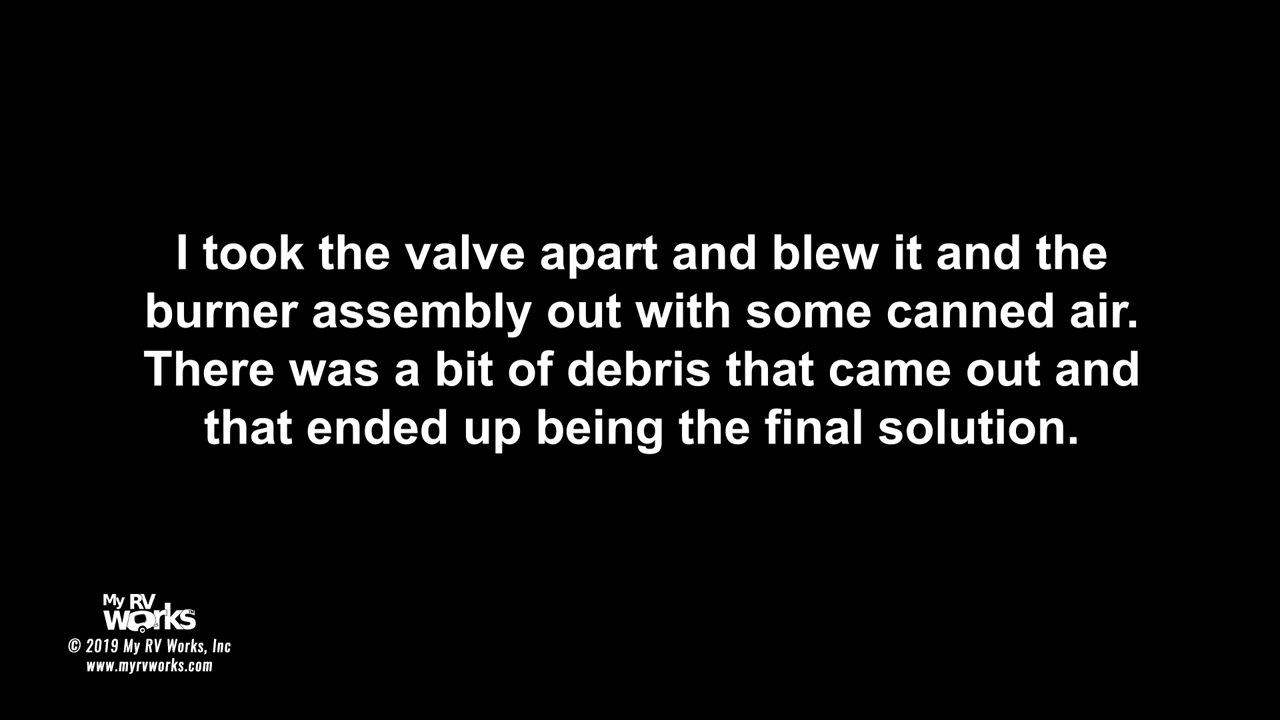 I took the valve apart and blew it and the
burner assembly out with some canned air.
There was a bit of debris that came out and
that ended up being the final solution.
My RV
works
© 2019 My RV Works, Inc
www.myrvworks.com